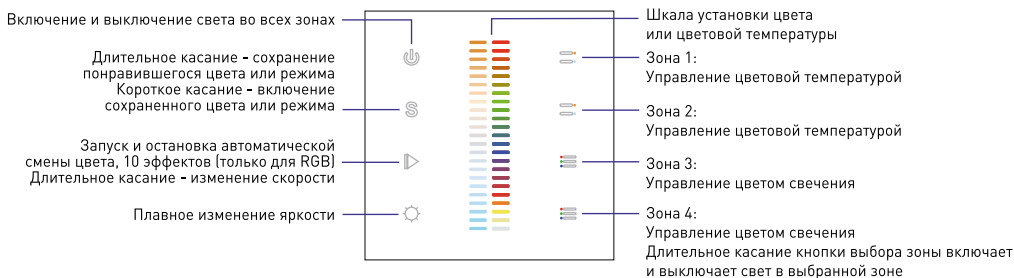 Включение и выключение света во всех зонах
Длительное касание - сохранение
понравившегося цвета или режима
Короткое касание - включение
сохраненного цвета или режима
Запуск и остановка автоматической
смены цвета, 10 эффектов (только для RGB)
Длительное касание - изменение скорости
Плавное изменение яркости
S
Шкала установки цвета
или цветовой температуры
Зона 1:
Управление цветовой температурой
Зона 2:
Управление цветовой температурой
Зона 3:
Управление цветом свечения
Зона 4:
Управление цветом свечения
Длительное касание кнопки выбора зоны включает
и выключает свет в выбранной зоне